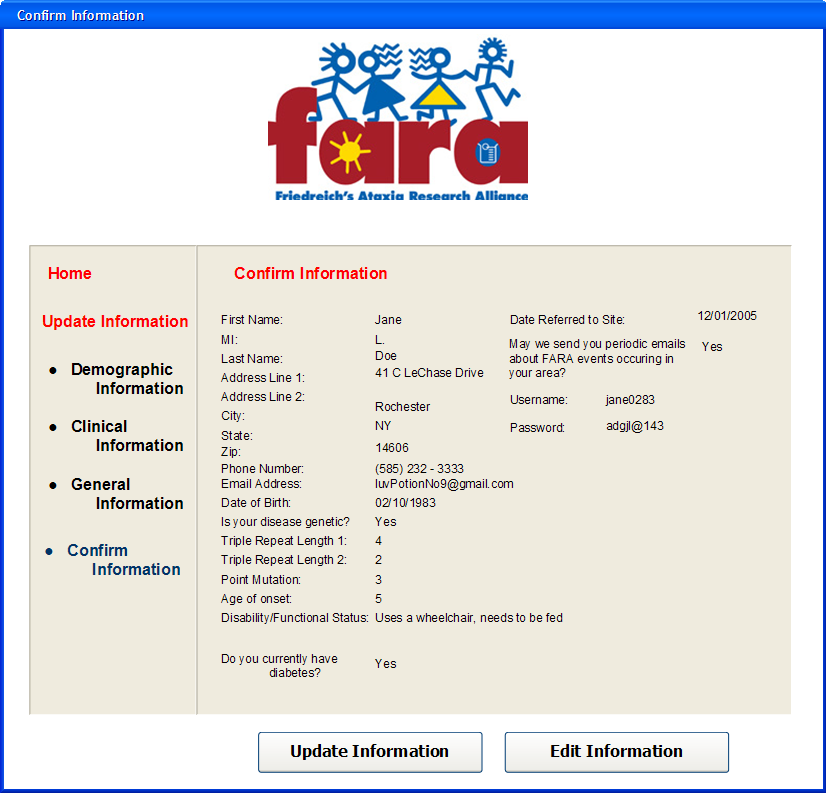 Confirm Information
fara
Friedreich's Ataxia Research Alliance
Home
Update Information
• Demographic
Information
• Clinical
Information
• General
Information
• Confirm
Information
Confirm Information
First Name: Jane
MI: L.
Last Name: Doe
Address Line 1: 41 C LeChase Drive
Address Line 2:
City: Rochester
State: NY
Zip: 14606
Phone Number: (585) 232 - 3333
Email Address: luvPotionNo9@gmail.com
Date of Birth: 02/10/1983
Is your disease genetic? Yes
Triple Repeat Length 1: 4
Triple Repeat Length 2: 2
Point Mutation: 3
Age of onset: 5
Disability/Functional Status: Uses a wheelchair, needs to be fed
Do you currently have
diabetes? Yes
Date Referred to Site: 12/01/2005
May we send you periodic emails
about FARA events occuring in
your area? Yes
Username: jane0283
Password: adgjl@143
Update Information
Edit Information